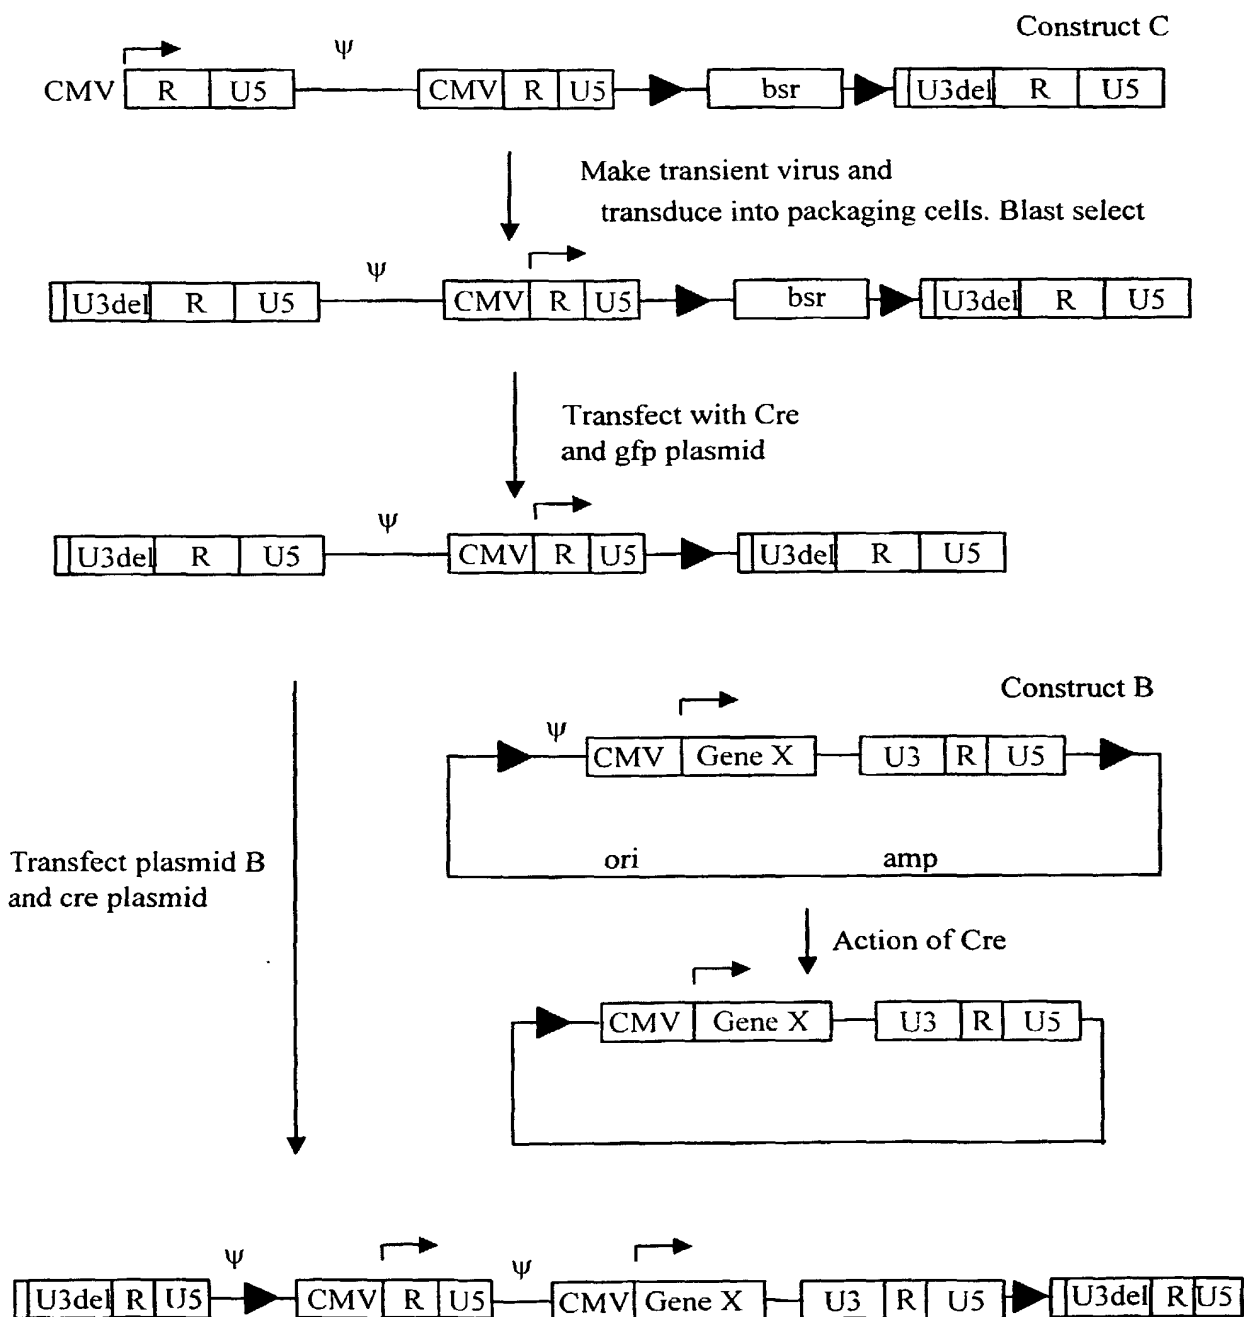 Construct C
ψ
CMV R U5 CMV R U5 bsr U3del R U5
Make transient virus and
transduce into packaging cells. Blast select
ψ
U3del R U5 CMV R U5 bsr U3del R U5
Transfect with Cre
and gfp plasmid
ψ
U3del R U5 CMV R U5 U3del R U5
Construct B
ψ
CMV Gene X U3 R U5
ori amp
Transfect plasmid B
and cre plasmid
Action of Cre
CMV Gene X U3 R U5
ψ ψ
U3del R U5 CMV R U5 CMV Gene X U3 R U5 U3del R U5